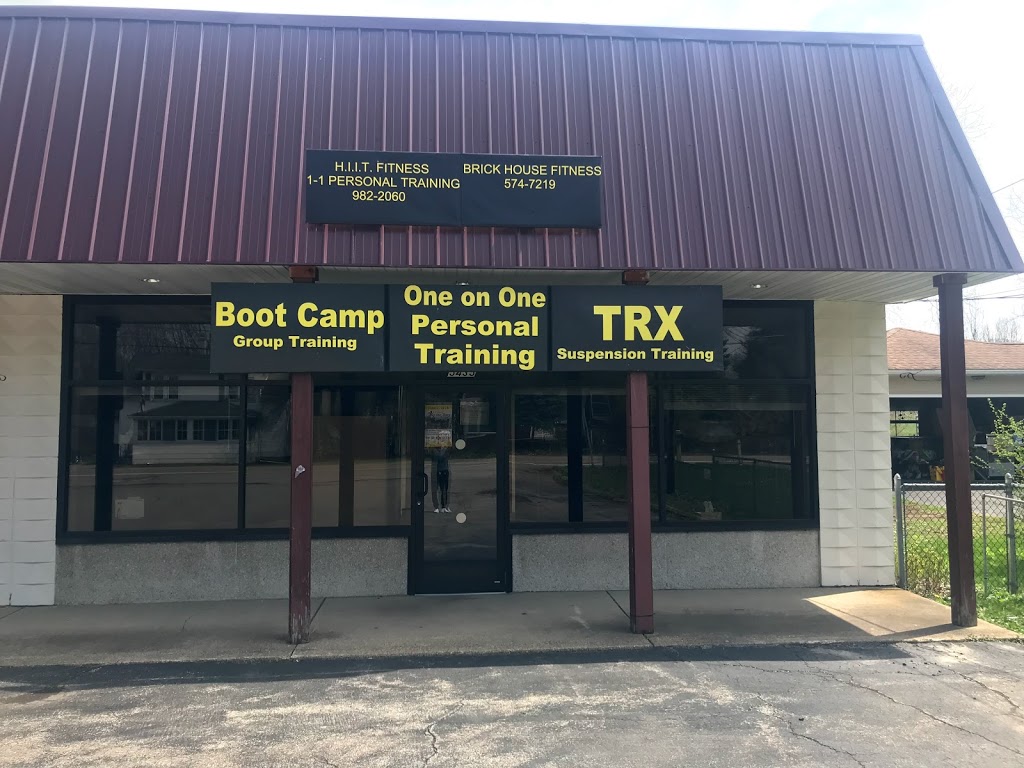 H.I.I.T. FITNESS
1-1 PERSONAL TRAINING
982-2060
BRICK HOUSE FITNESS
574-7219
Boot Camp
Group Training
One on One
Personal
Training
TRX
Suspension Training